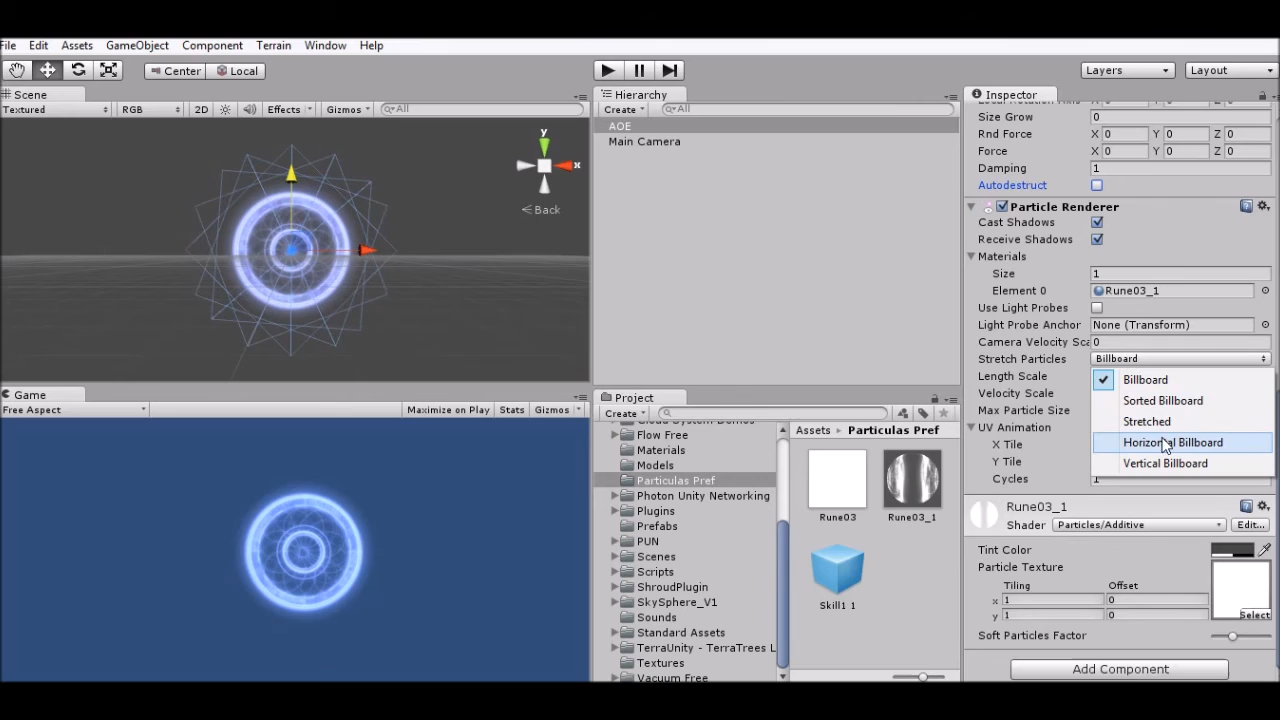 File Edit Assets GameObject Component Terrain Window Help
Center Local Layers Layout
Scene
Textured RGB 2D Effects Gizmos All
y
x
Back
Game
Free Aspect Maximize on Play Stats Gizmos
Hierarchy
Create All
AOE
Main Camera
Project
Create
Flow Free
Materials
Models
Particulas Pref
Photon Unity Networking
Plugins
Prefabs
PUN
Scenes
Scripts
ShroudPlugin
SkySphere_V1
Sounds
Standard Assets
TerraUnity - TerraTrees L
Textures
Vacuum Free
Assets Particulas Pref
Rune03 Rune03_1
Skill1 1
Inspector
X 0 Y 0 Z 0
Size Grow 0
Rnd Force X 0 Y 0 Z 0
Force X 0 Y 0 Z 0
Damping 1
Autodestruct
Particle Renderer
Cast Shadows
Receive Shadows
Materials
Size 1
Element 0 Rune03_1
Use Light Probes
Light Probe Anchor None (Transform)
Camera Velocity Sca 0
Stretch Particles Billboard
Length Scale
Velocity Scale
Max Particle Size
UV Animation
X Tile
Y Tile
Cycles 1
Billboard
Sorted Billboard
Stretched
Horizontal Billboard
Vertical Billboard
Rune03_1
Shader Particles/Additive Edit...
Tint Color
Particle Texture
Tiling Offset
x 1 0
y 1 0
Select
Soft Particles Factor
Add Component